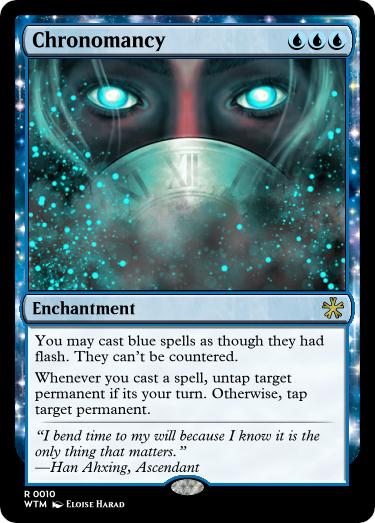 Chronomancy
XII
Enchantment
You may cast blue spells as though they had
flash. They can't be countered.
Whenever you cast a spell, untap target
permanent if its your turn. Otherwise, tap
target permanent.
“I bend time to my will because I know it is the
only thing that matters.”
—Han Ahxing, Ascendant
R 0010
WTM Eloise Harad